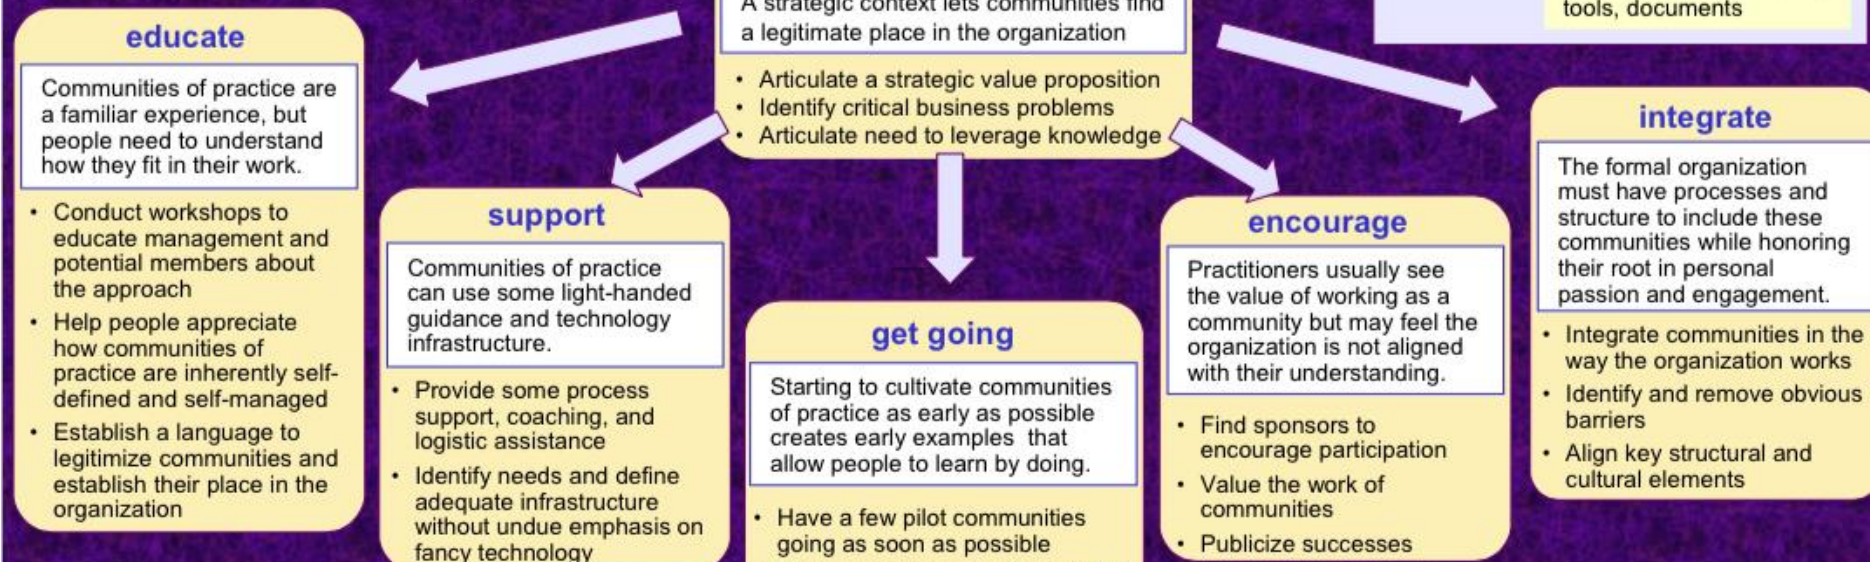 A strategic context lets communities find
a legitimate place in the organization
• Articulate a strategic value proposition
• Identify critical business problems
• Articulate need to leverage knowledge
tools, documents
educate
Communities of practice are
a familiar experience, but
people need to understand
how they fit in their work.
• Conduct workshops to
educate management and
potential members about
the approach
• Help people appreciate
how communities of
practice are inherently self-
defined and self-managed
• Establish a language to
legitimize communities and
establish their place in the
organization
support
Communities of practice
can use some light-handed
guidance and technology
infrastructure.
• Provide some process
support, coaching, and
logistic assistance
• Identify needs and define
adequate infrastructure
without undue emphasis on
fancy technology
get going
Starting to cultivate communities
of practice as early as possible
creates early examples that
allow people to learn by doing.
• Have a few pilot communities
going as soon as possible
encourage
Practitioners usually see
the value of working as a
community but may feel the
organization is not aligned
with their understanding.
• Find sponsors to
encourage participation
• Value the work of
communities
• Publicize successes
integrate
The formal organization
must have processes and
structure to include these
communities while honoring
their root in personal
passion and engagement.
• Integrate communities in the
way the organization works
• Identify and remove obvious
barriers
• Align key structural and
cultural elements